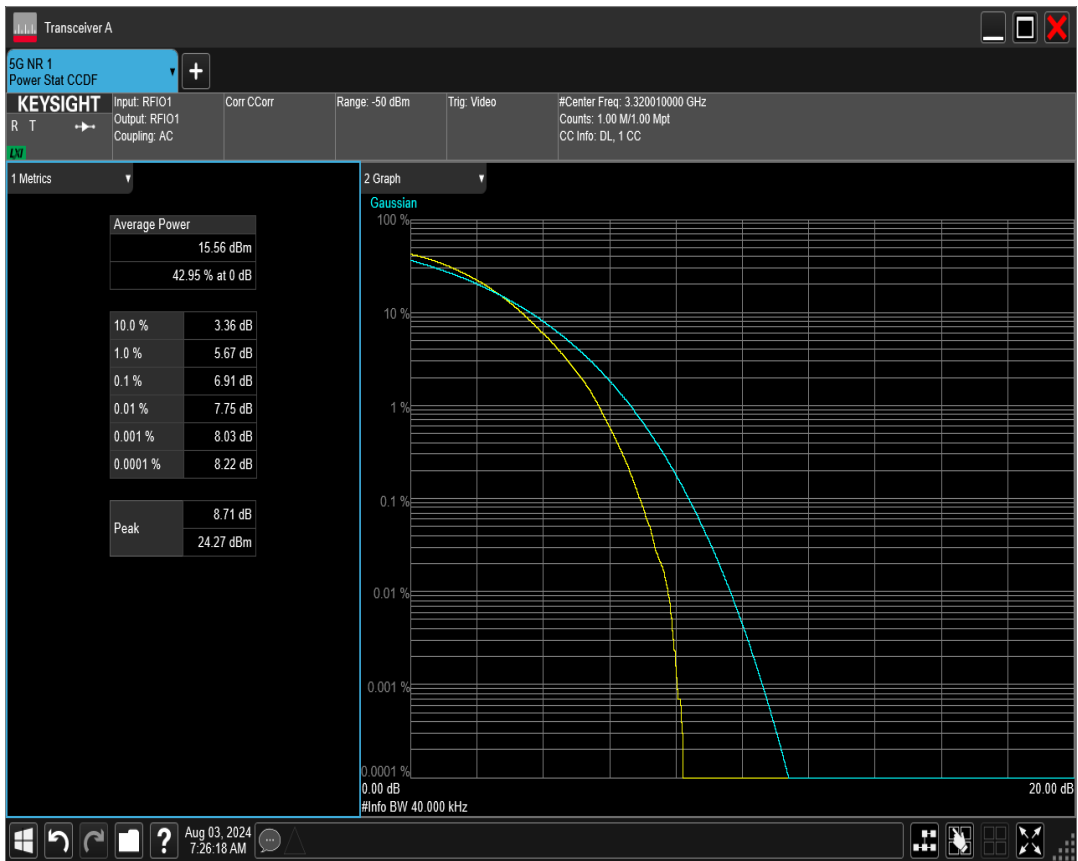 Transceiver A
5G NR 1
Power Stat CCDF
+
KEYSIGHT
R T
LXI
Input: RFIO1
Output: RFIO1
Coupling: AC
Corr CCorr
Range: -50 dBm
Trig: Video
#Center Freq: 3.320010000 GHz
Counts: 1.00 M/1.00 Mpt
CC Info: DL, 1 CC
1 Metrics
Average Power
15.56 dBm
42.95 % at 0 dB
10.0 % 3.36 dB
1.0 % 5.67 dB
0.1 % 6.91 dB
0.01 % 7.75 dB
0.001 % 8.03 dB
0.0001 % 8.22 dB
Peak
8.71 dB
24.27 dBm
2 Graph
Gaussian
100 %
10 %
1 %
0.1 %
0.01 %
0.001 %
0.0001 %
0.00 dB
20.00 dB
#Info BW 40.000 kHz
?
Aug 03, 2024
7:26:18 AM